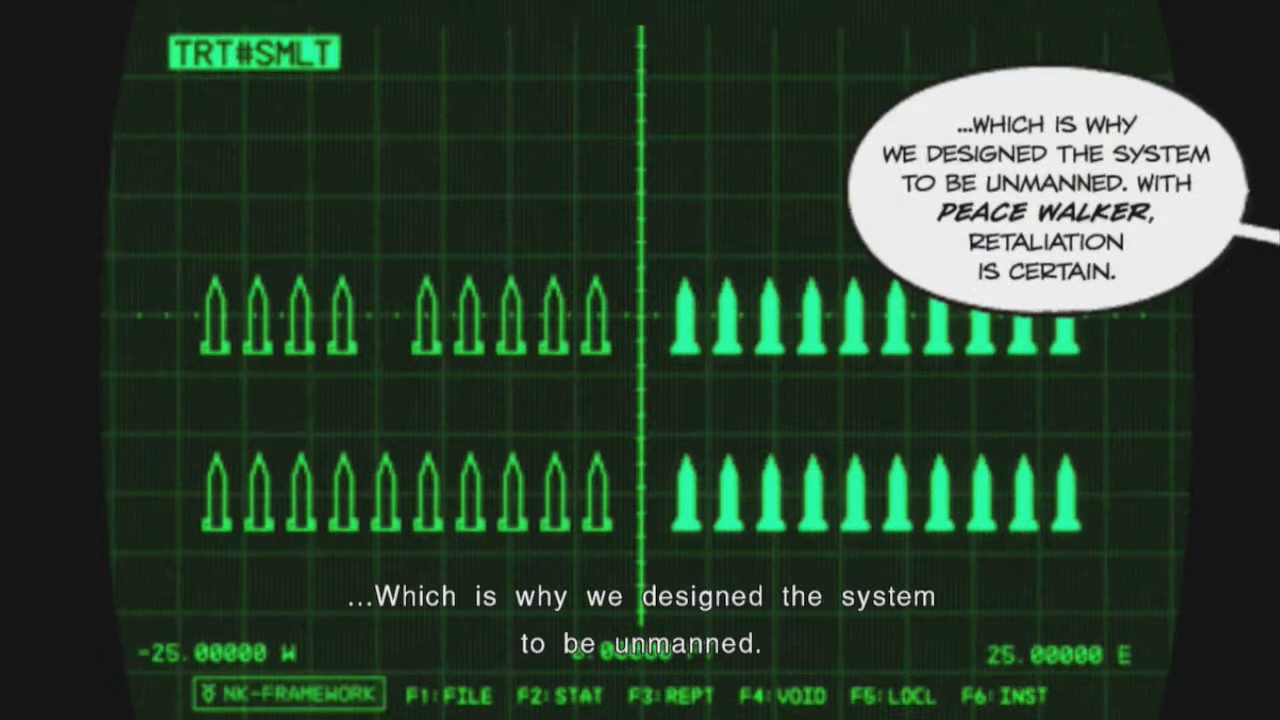 TRT#SMLT
...WHICH IS WHY
WE DESIGNED THE SYSTEM
TO BE UNMANNED. WITH
PEACE WALKER,
RETALIATION
IS CERTAIN.
...Which is why we designed the system
to be unmanned.
-25.00000 W
25.00000 E
NK-FRAMEWORK F1:FILE F2:STAT F3:REPT F4:VOID F5:LOCL F6:INST